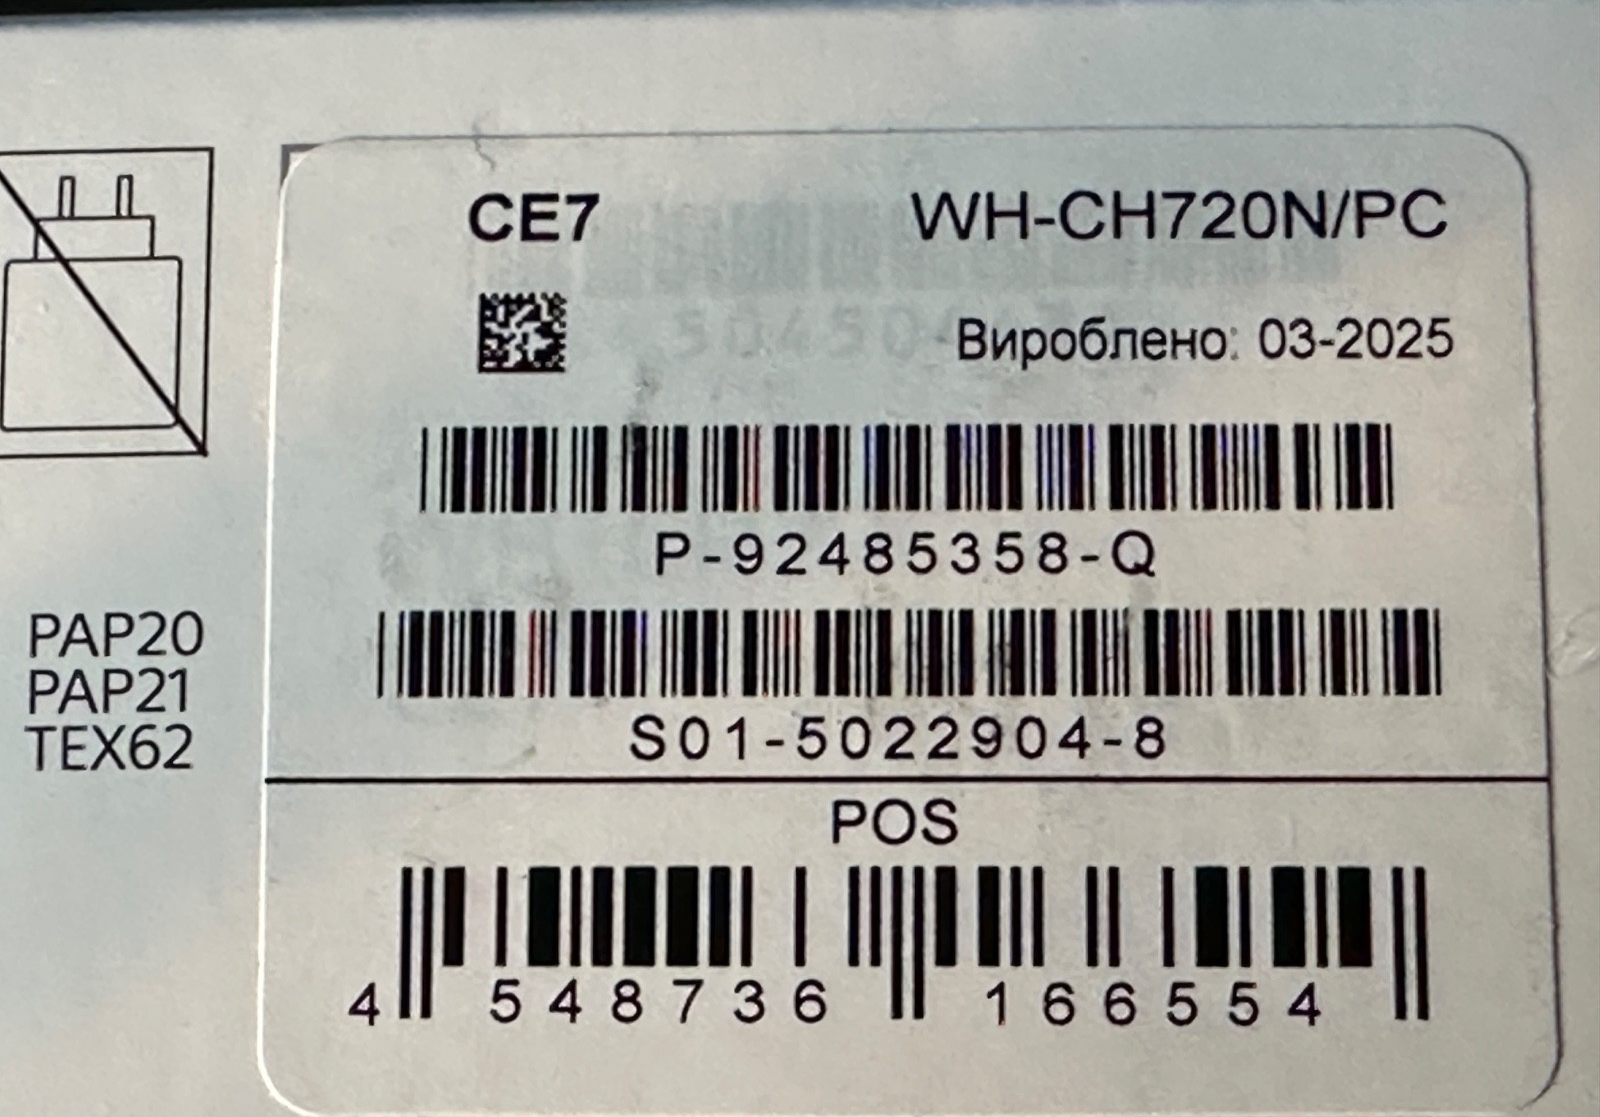 CE7 WH-CH720N/PC
Вироблено: 03-2025
P-92485358-Q
PAP20
PAP21
TEX62
S01-5022904-8
POS
4 548736 166554